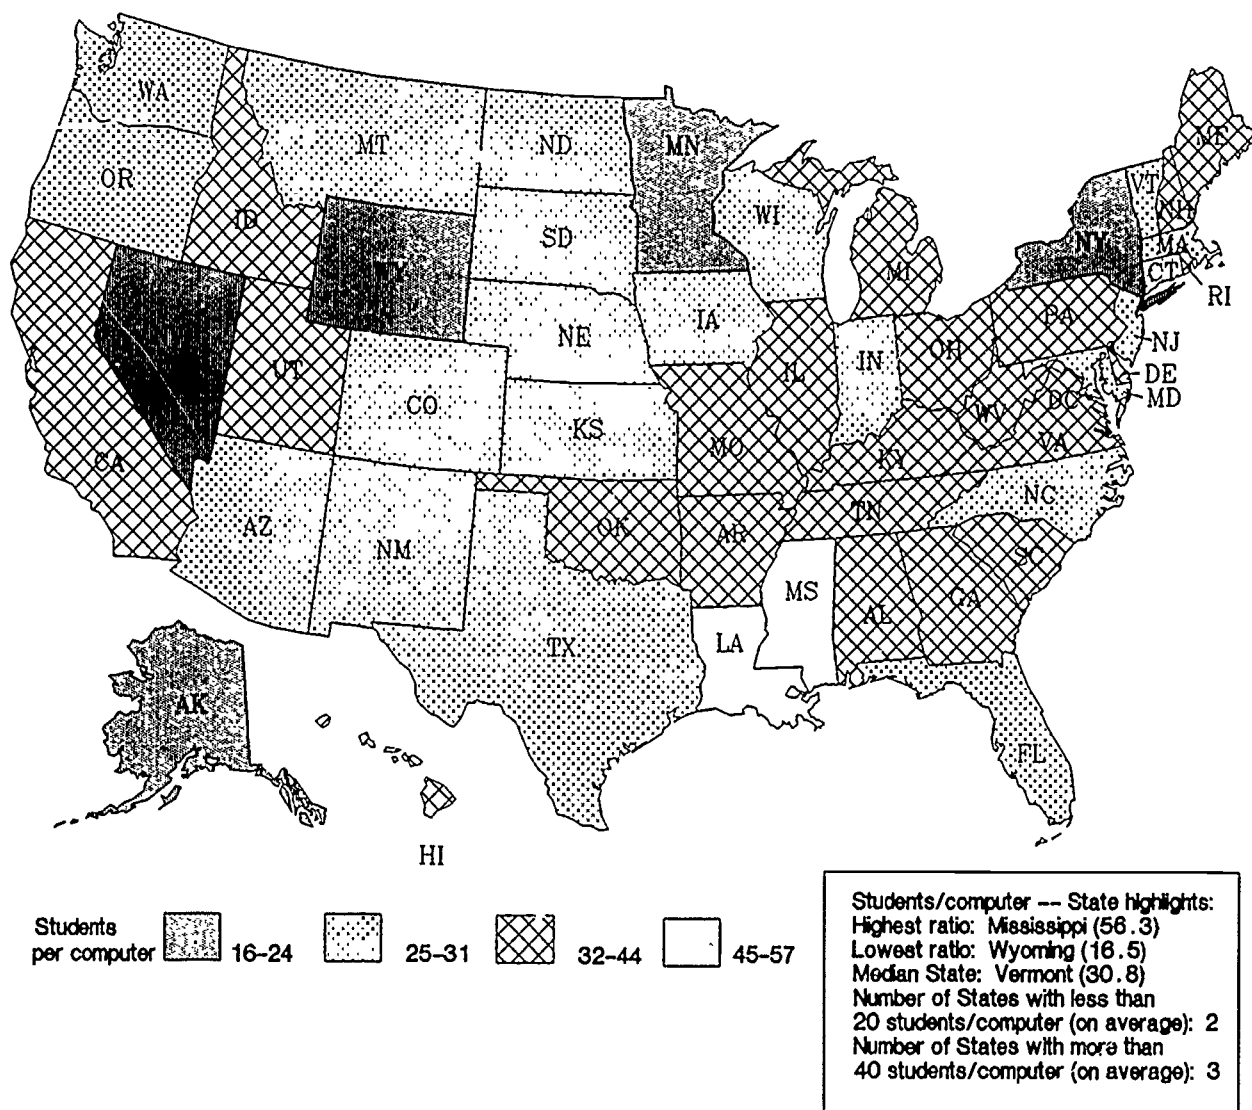 WA
MT
ND
MN
ME
OR
ID
WY
SD
WI
MI
VT
NH
NY
MA
CT
RI
IA
NE
PA
NJ
IL
IN
OH
DE
MD
DC
WV
VA
UT
CO
KS
MO
KY
CA
NC
AZ
NM
OK
AR
TN
SC
MS
AL
GA
LA
TX
AK
FL
HI
Students
per computer
16-24
25-31
32-44
45-57
Students/computer -- State highlights:
Highest ratio: Mississippi (56.3)
Lowest ratio: Wyoming (16.5)
Median State: Vermont (30.8)
Number of States with less than
20 students/computer (on average): 2
Number of States with more than
40 students/computer (on average): 3